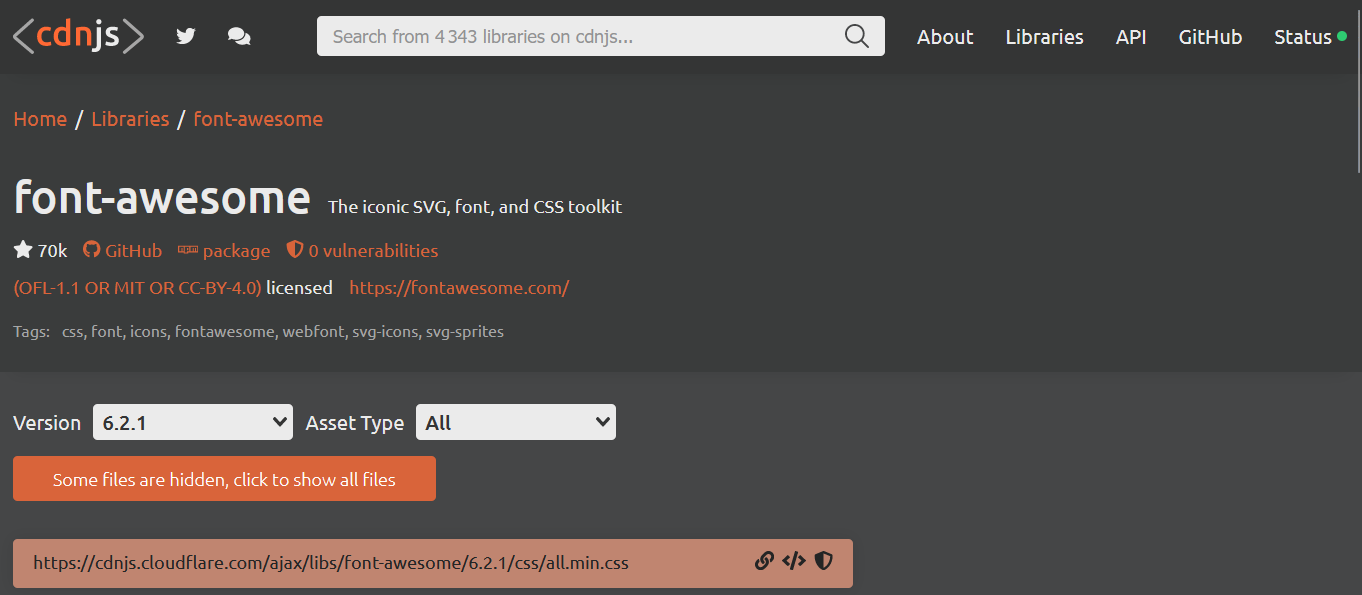 <cdnjs>
Search from 4 343 libraries on cdnjs...
About
Libraries
API
GitHub
Status
Home / Libraries / font-awesome
font-awesome The iconic SVG, font, and CSS toolkit
70k GitHub npm package 0 vulnerabilities
(OFL-1.1 OR MIT OR CC-BY-4.0) licensed https://fontawesome.com/
Tags: css, font, icons, fontawesome, webfont, svg-icons, svg-sprites
Version 6.2.1 Asset Type All
Some files are hidden, click to show all files
https://cdnjs.cloudflare.com/ajax/libs/font-awesome/6.2.1/css/all.min.css